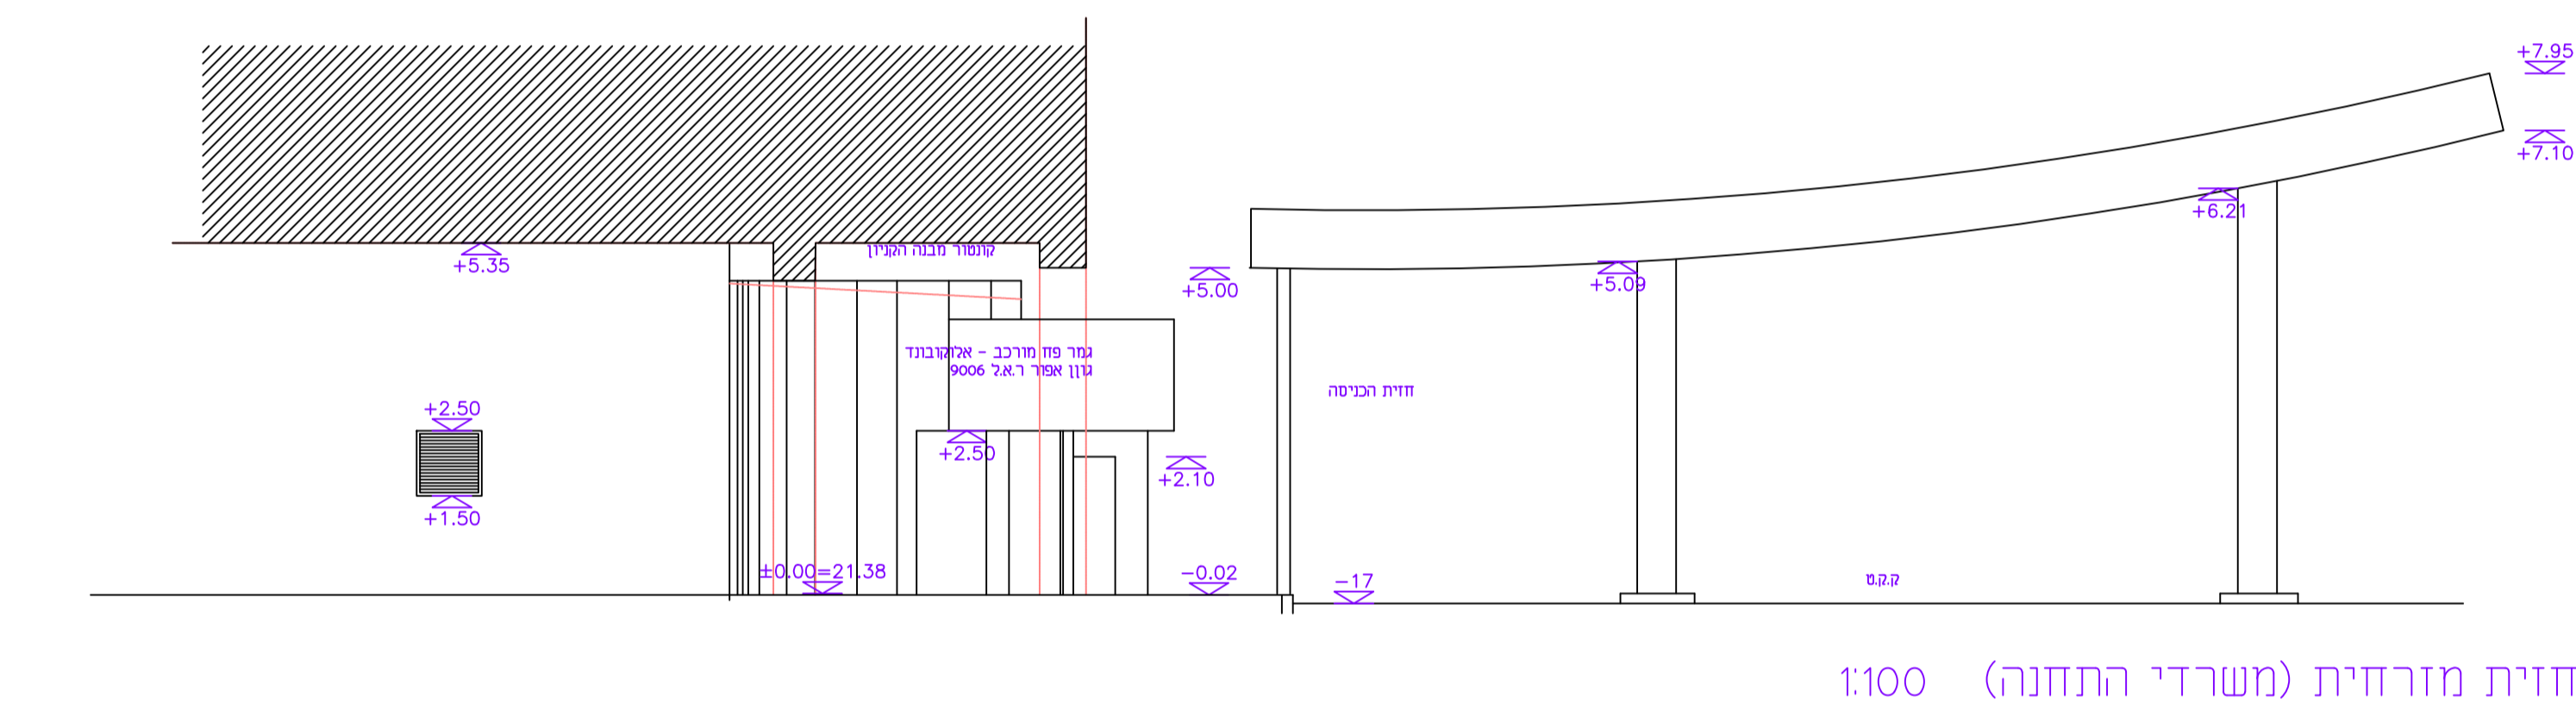 +7.95
+7.10
+6.21
+5.09
+5.00
+5.35
קונטור מבנה הקניון
גמר פח מורכב - אלוקובונד
גוון אפור ר.א.ל 9006
חזית הכניסה
+2.50
+1.50
+2.50
+2.10
±0.00=21.38
-0.02
-17
ק.ק.ט
חזית מזרחית (משרדי התחנה) 1:100